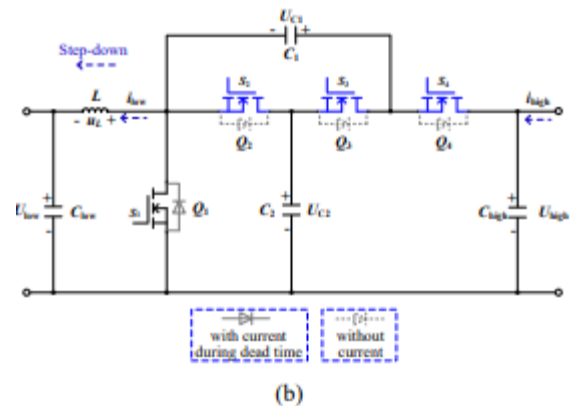 U_C1
- +
C_1
Step-down
S_2 S_3 S_4
L i_low i_high
- u_L +
Q_2 Q_3 Q_4
+ + +
U_low C_low S_1 Q_1 C_2 U_C2 C_high U_high
- - -
with current
during dead time
without
current
(b)